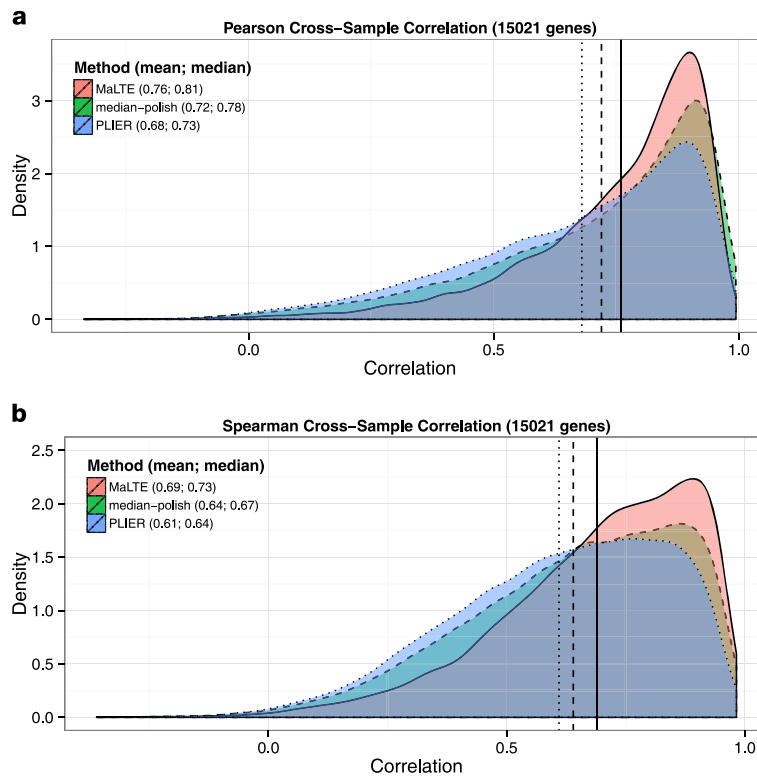 a
Pearson Cross−Sample Correlation (15021 genes)
Method (mean; median)
MaLTE (0.76; 0.81)
median−polish (0.72; 0.78)
PLIER (0.68; 0.73)
3
2
1
0
Density
0.0 0.5 1.0
Correlation
b
Spearman Cross−Sample Correlation (15021 genes)
2.5
Method (mean; median)
MaLTE (0.69; 0.73)
median−polish (0.64; 0.67)
PLIER (0.61; 0.64)
2.0
1.5
1.0
0.5
0.0
Density
0.0 0.5 1.0
Correlation